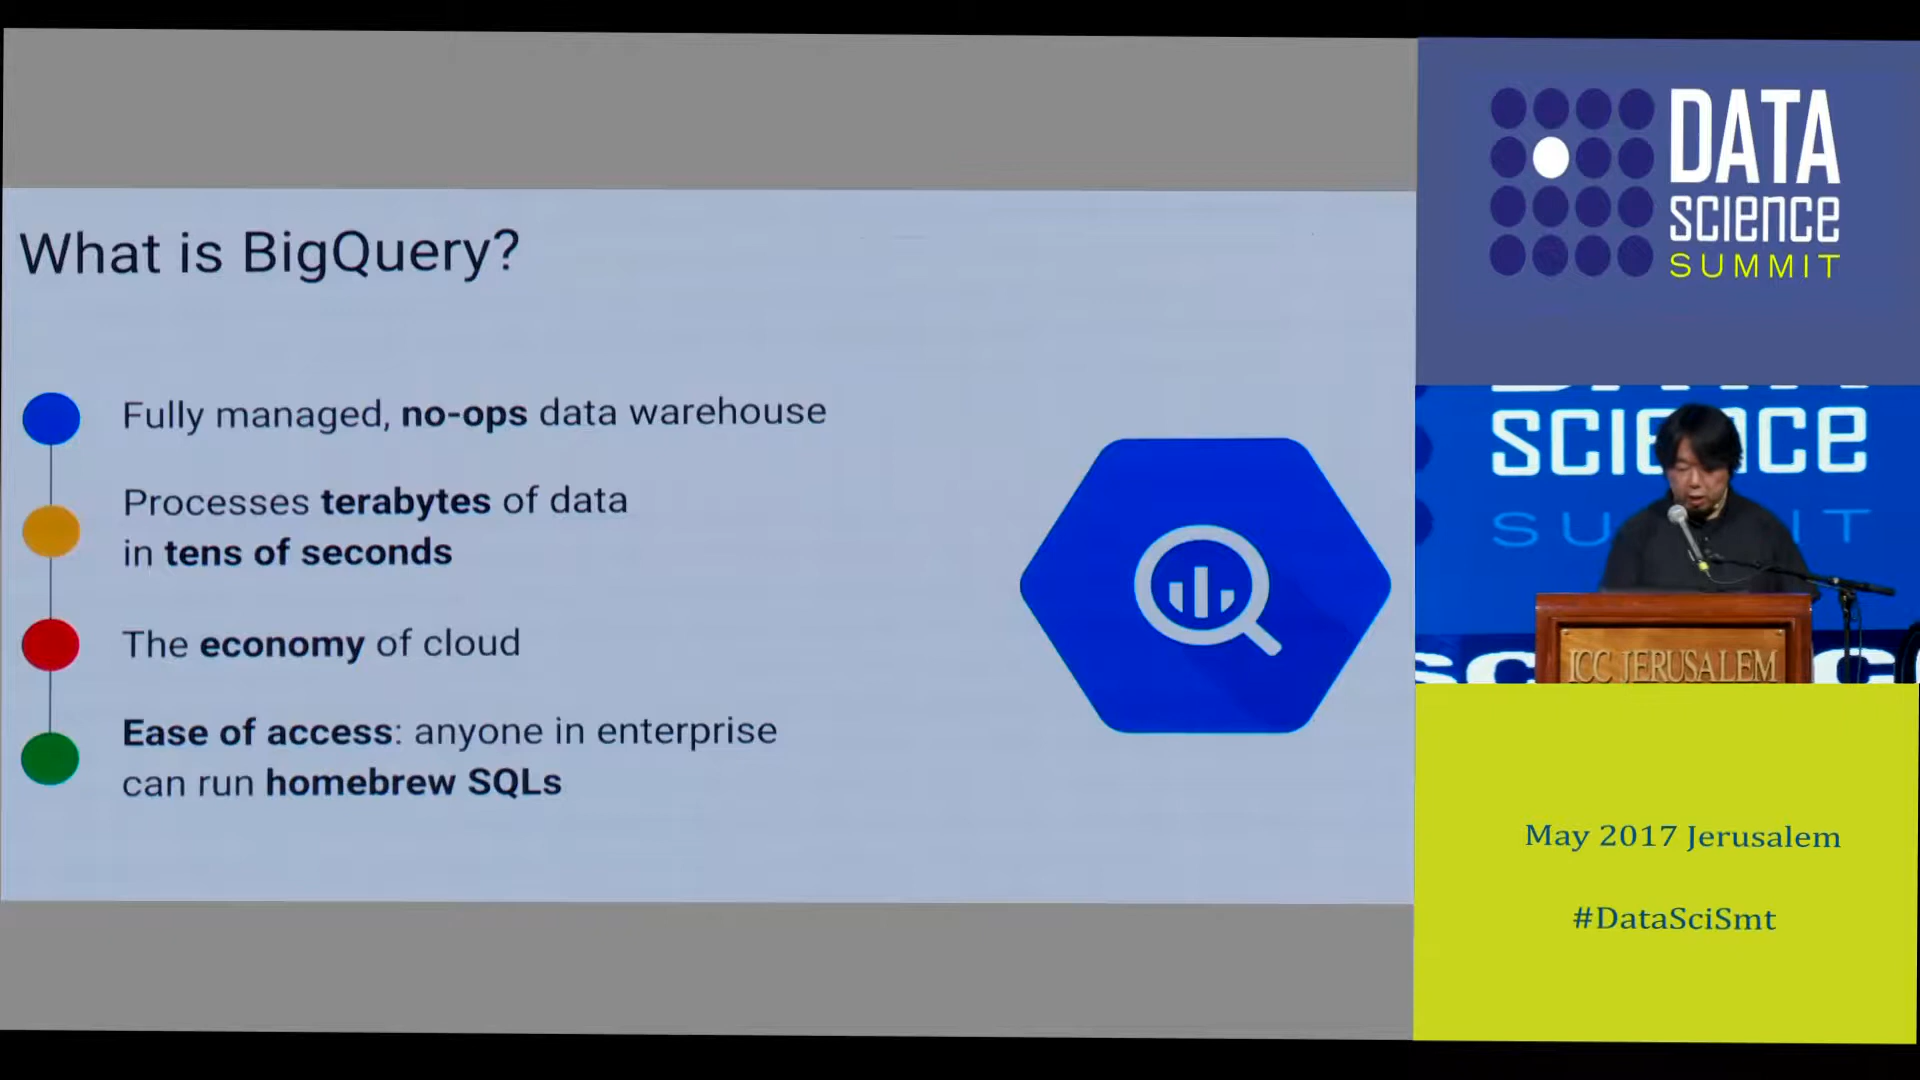 What is BigQuery?
Fully managed, no-ops data warehouse
Processes terabytes of data
in tens of seconds
The economy of cloud
Ease of access: anyone in enterprise
can run homebrew SQLs
DATA
science
SUMMIT
science
SUMMIT
ICC JERUSALEM
May 2017 Jerusalem
#DataSciSmt